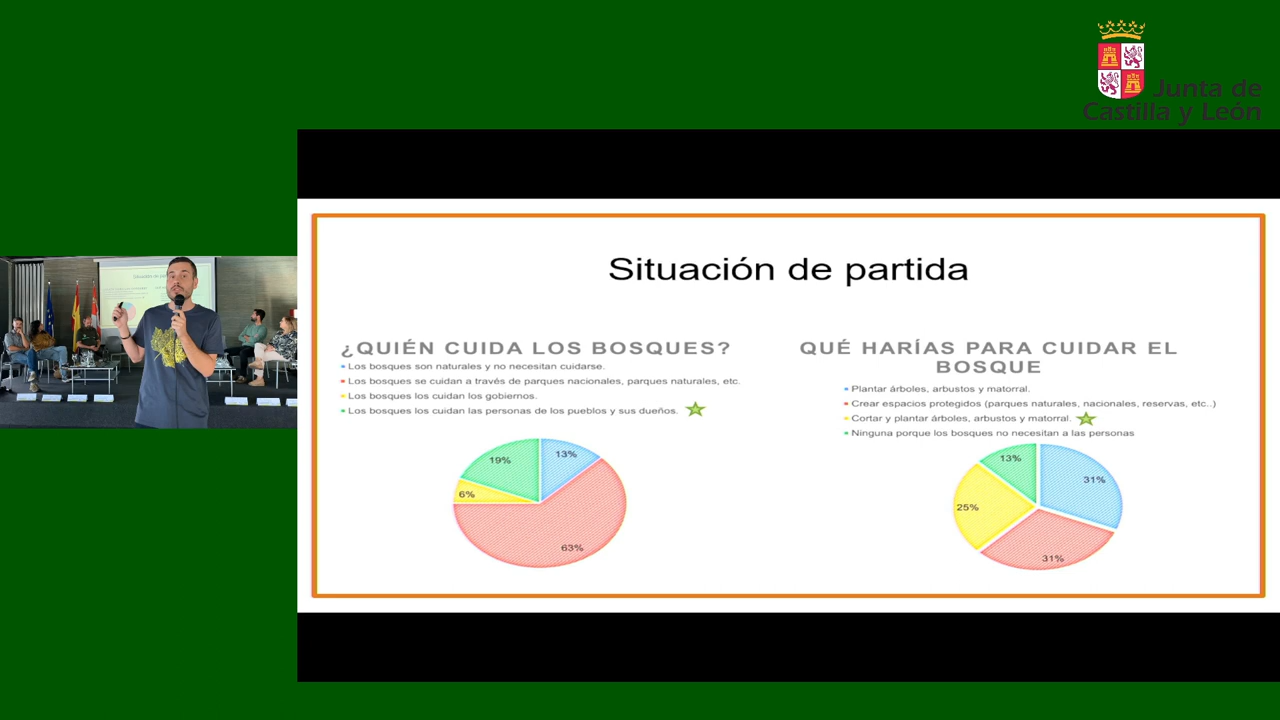 Junta de
Castilla y León
Situación de partida
¿QUIÉN CUIDA LOS BOSQUES?
Los bosques son naturales y no necesitan cuidarse.
Los bosques se cuidan a través de parques nacionales, parques naturales, etc.
Los bosques los cuidan los gobiernos.
Los bosques los cuidan las personas de los pueblos y sus dueños.
19%
13%
6%
63%
QUÉ HARÍAS PARA CUIDAR EL
BOSQUE
Plantar árboles, arbustos y matorral.
Crear espacios protegidos (parques naturales, nacionales, reservas, etc..)
Cortar y plantar árboles, arbustos y matorral.
Ninguna porque los bosques no necesitan a las personas
13%
31%
25%
31%